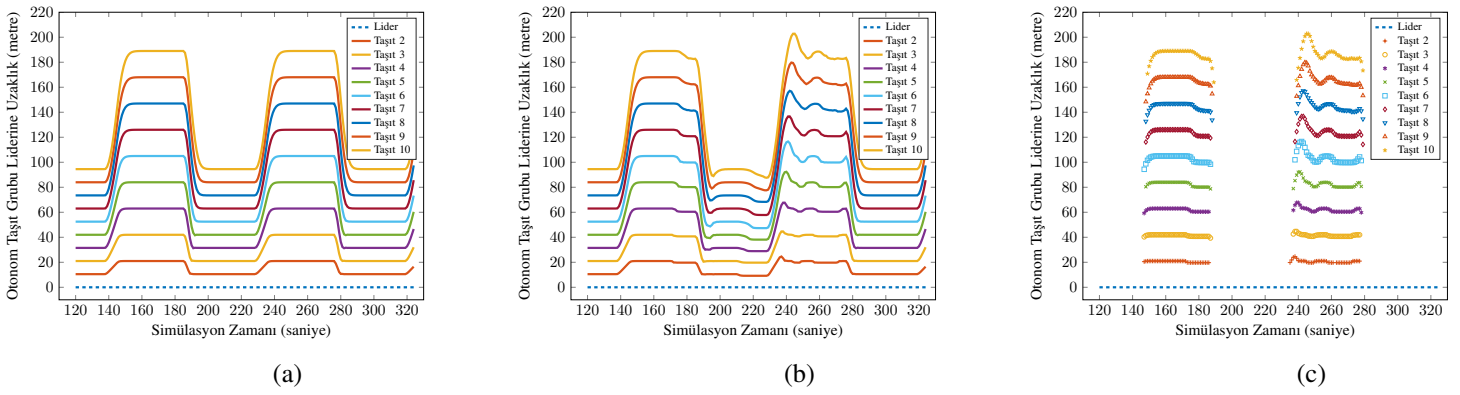 220
200
180
160
140
120
100
80
60
40
20
0
120 140 160 180 200 220 240 260 280 300 320
Otonom Taşıt Grubu Liderine Uzaklık (metre)
Simülasyon Zamanı (saniye)
Lider
Taşıt 2
Taşıt 3
Taşıt 4
Taşıt 5
Taşıt 6
Taşıt 7
Taşıt 8
Taşıt 9
Taşıt 10
(a)
220
200
180
160
140
120
100
80
60
40
20
0
120 140 160 180 200 220 240 260 280 300 320
Otonom Taşıt Grubu Liderine Uzaklık (metre)
Simülasyon Zamanı (saniye)
Lider
Taşıt 2
Taşıt 3
Taşıt 4
Taşıt 5
Taşıt 6
Taşıt 7
Taşıt 8
Taşıt 9
Taşıt 10
(b)
220
200
180
160
140
120
100
80
60
40
20
0
120 140 160 180 200 220 240 260 280 300 320
Otonom Taşıt Grubu Liderine Uzaklık (metre)
Simülasyon Zamanı (saniye)
Lider
Taşıt 2
Taşıt 3
Taşıt 4
Taşıt 5
Taşıt 6
Taşıt 7
Taşıt 8
Taşıt 9
Taşıt 10
(c)